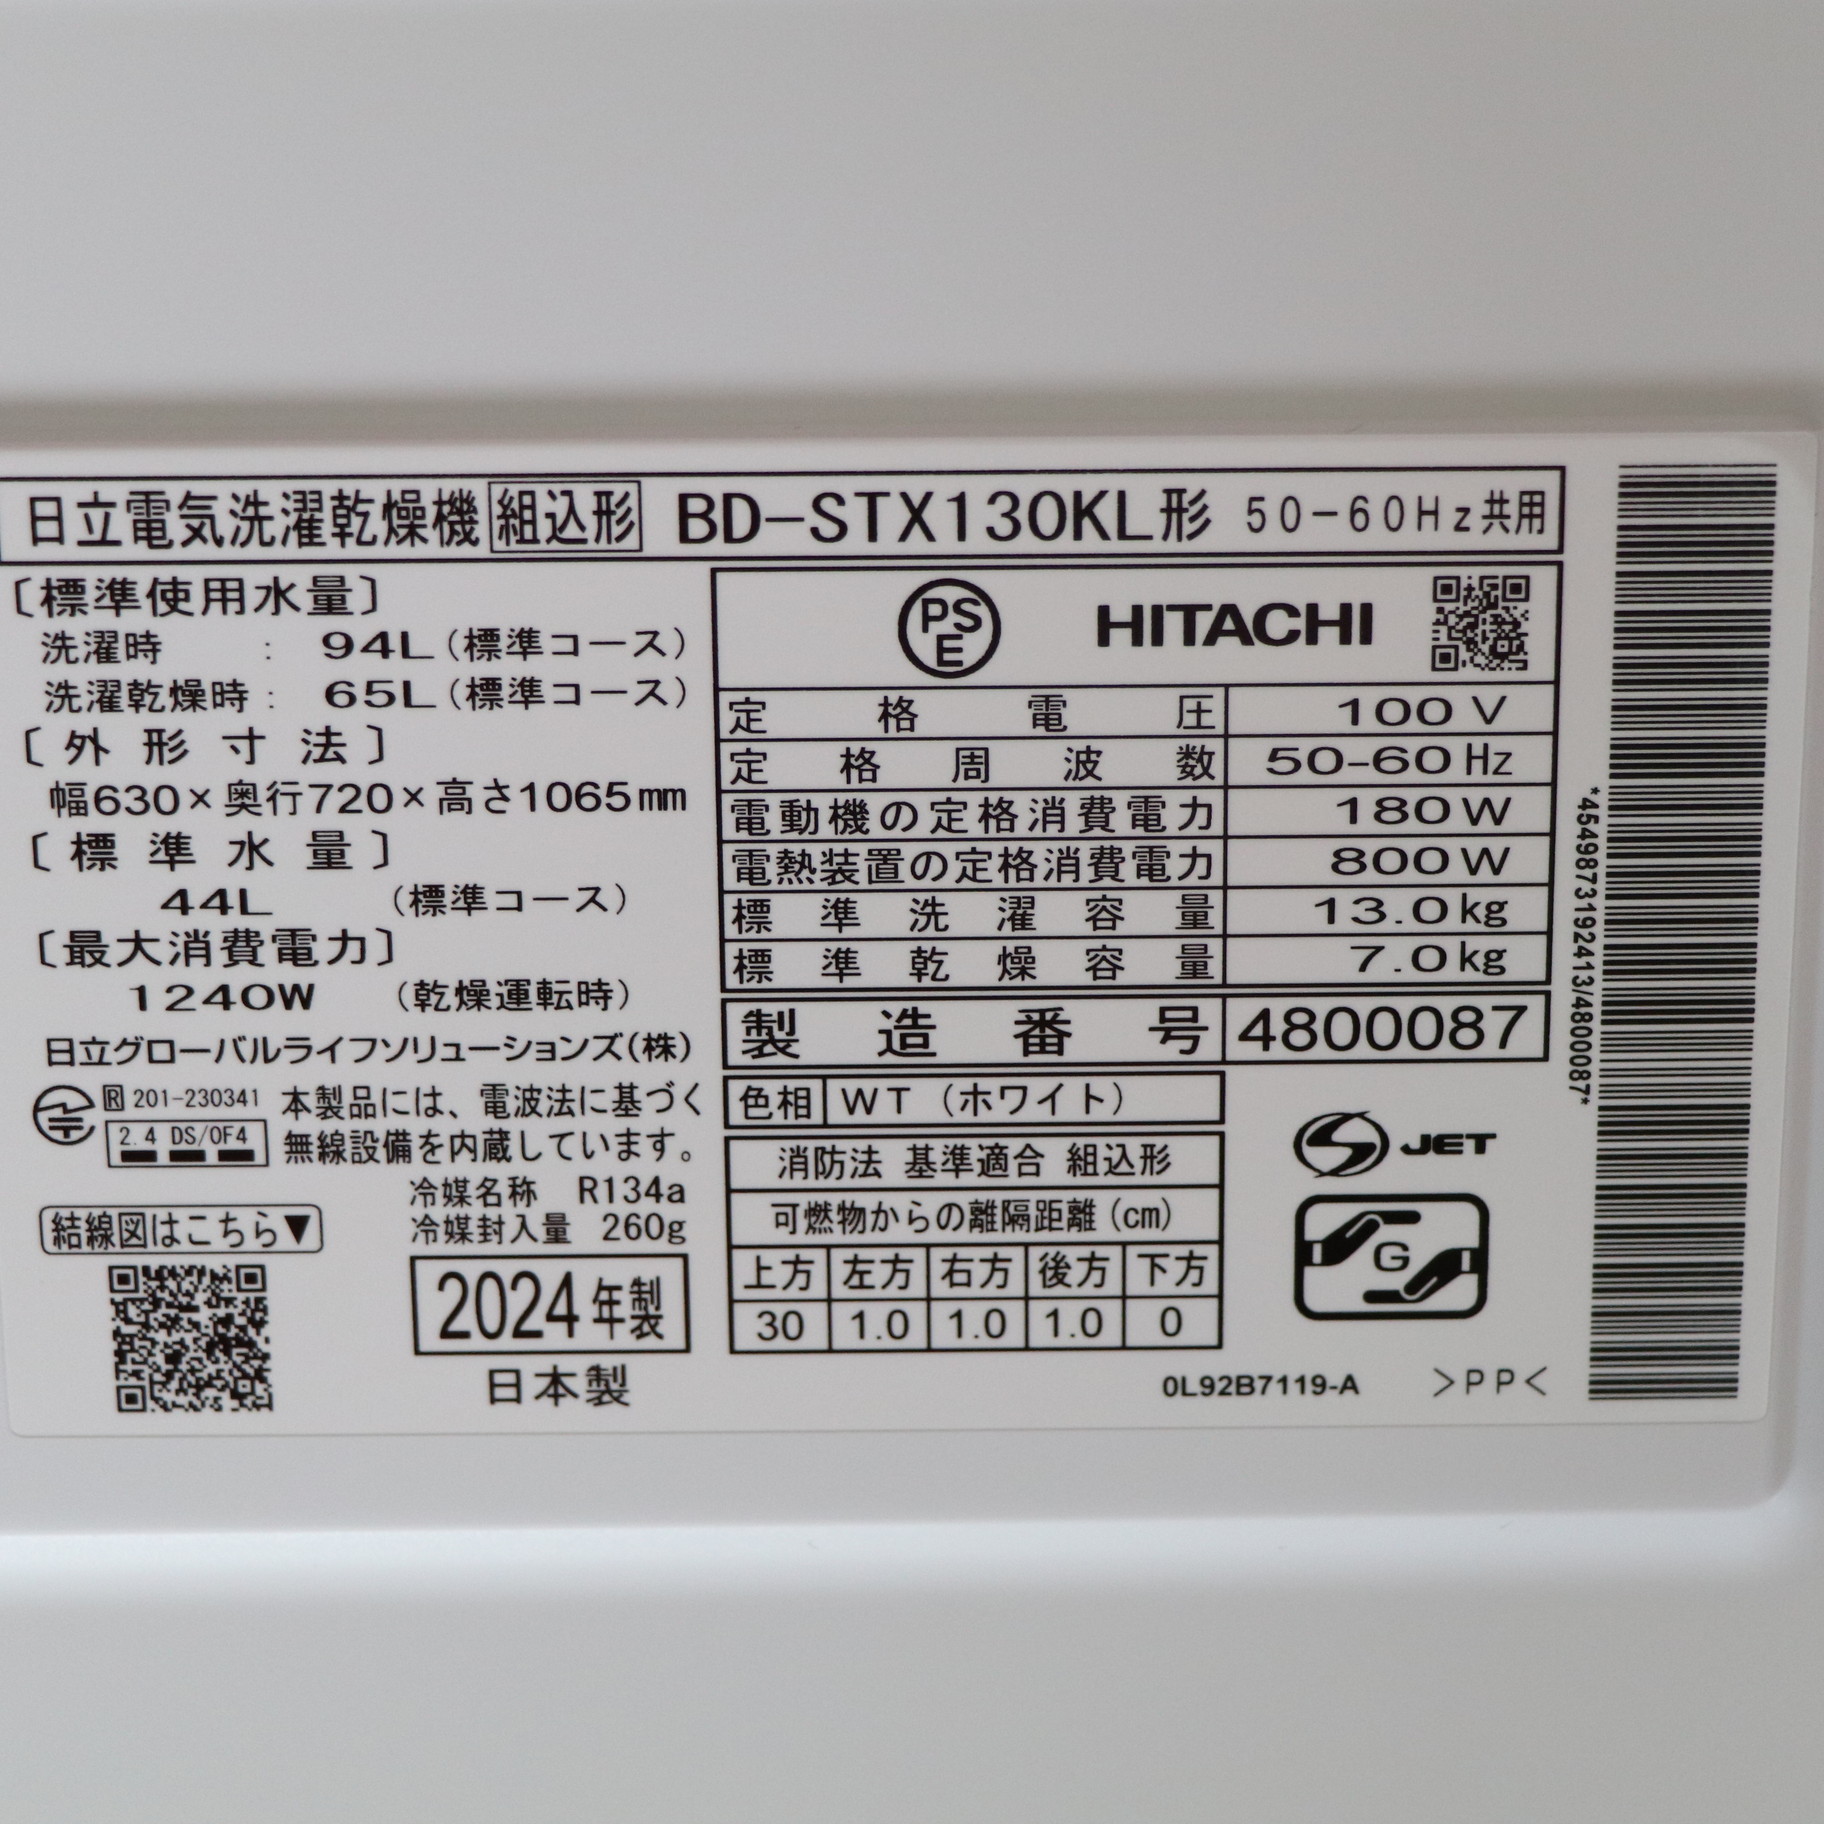 日立電気洗濯乾燥機 組込形 BD-STX130KL形 50-60Hz共用
〔標準使用水量〕
洗濯時 : 94L(標準コース)
洗濯乾燥時: 65L(標準コース)
〔外形寸法〕
幅630×奥行720×高さ1065mm
〔標準水量〕
44L (標準コース)
〔最大消費電力〕
1240W (乾燥運転時)
日立グローバルライフソリューションズ(株)
R 201-230341
2.4 DS/OF4
本製品には、電波法に基づく
無線設備を内蔵しています。
冷媒名称 R134a
冷媒封入量 260g
結線図はこちら▼
2024年製
日本製
PS
E
HITACHI
定格電圧 100V
定格周波数 50-60Hz
電動機の定格消費電力 180W
電熱装置の定格消費電力 800W
標準洗濯容量 13.0kg
標準乾燥容量 7.0kg
製造番号 4800087
色相 WT (ホワイト)
消防法 基準適合 組込形
可燃物からの離隔距離(cm)
上方 左方 右方 後方 下方
30 1.0 1.0 1.0 0
S JET
G
0L92B7119-A >PP<
*4549873192413/4800087*